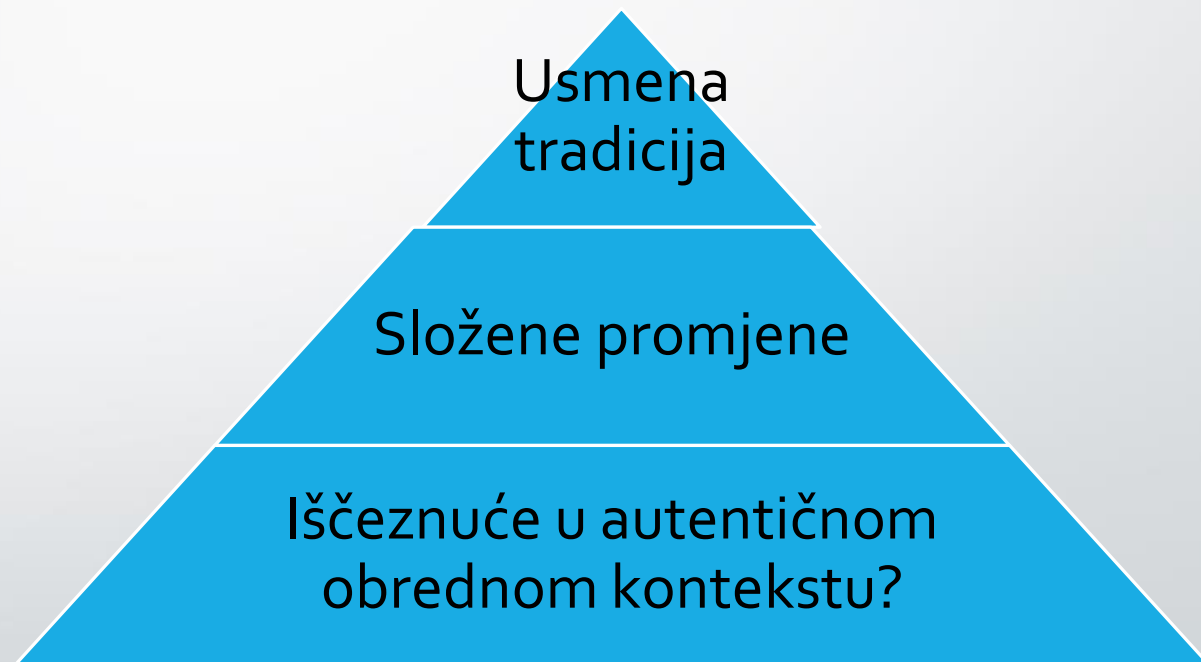 Usmena
tradicija
Složene promjene
Iščeznuće u autentičnom
obrednom kontekstu?